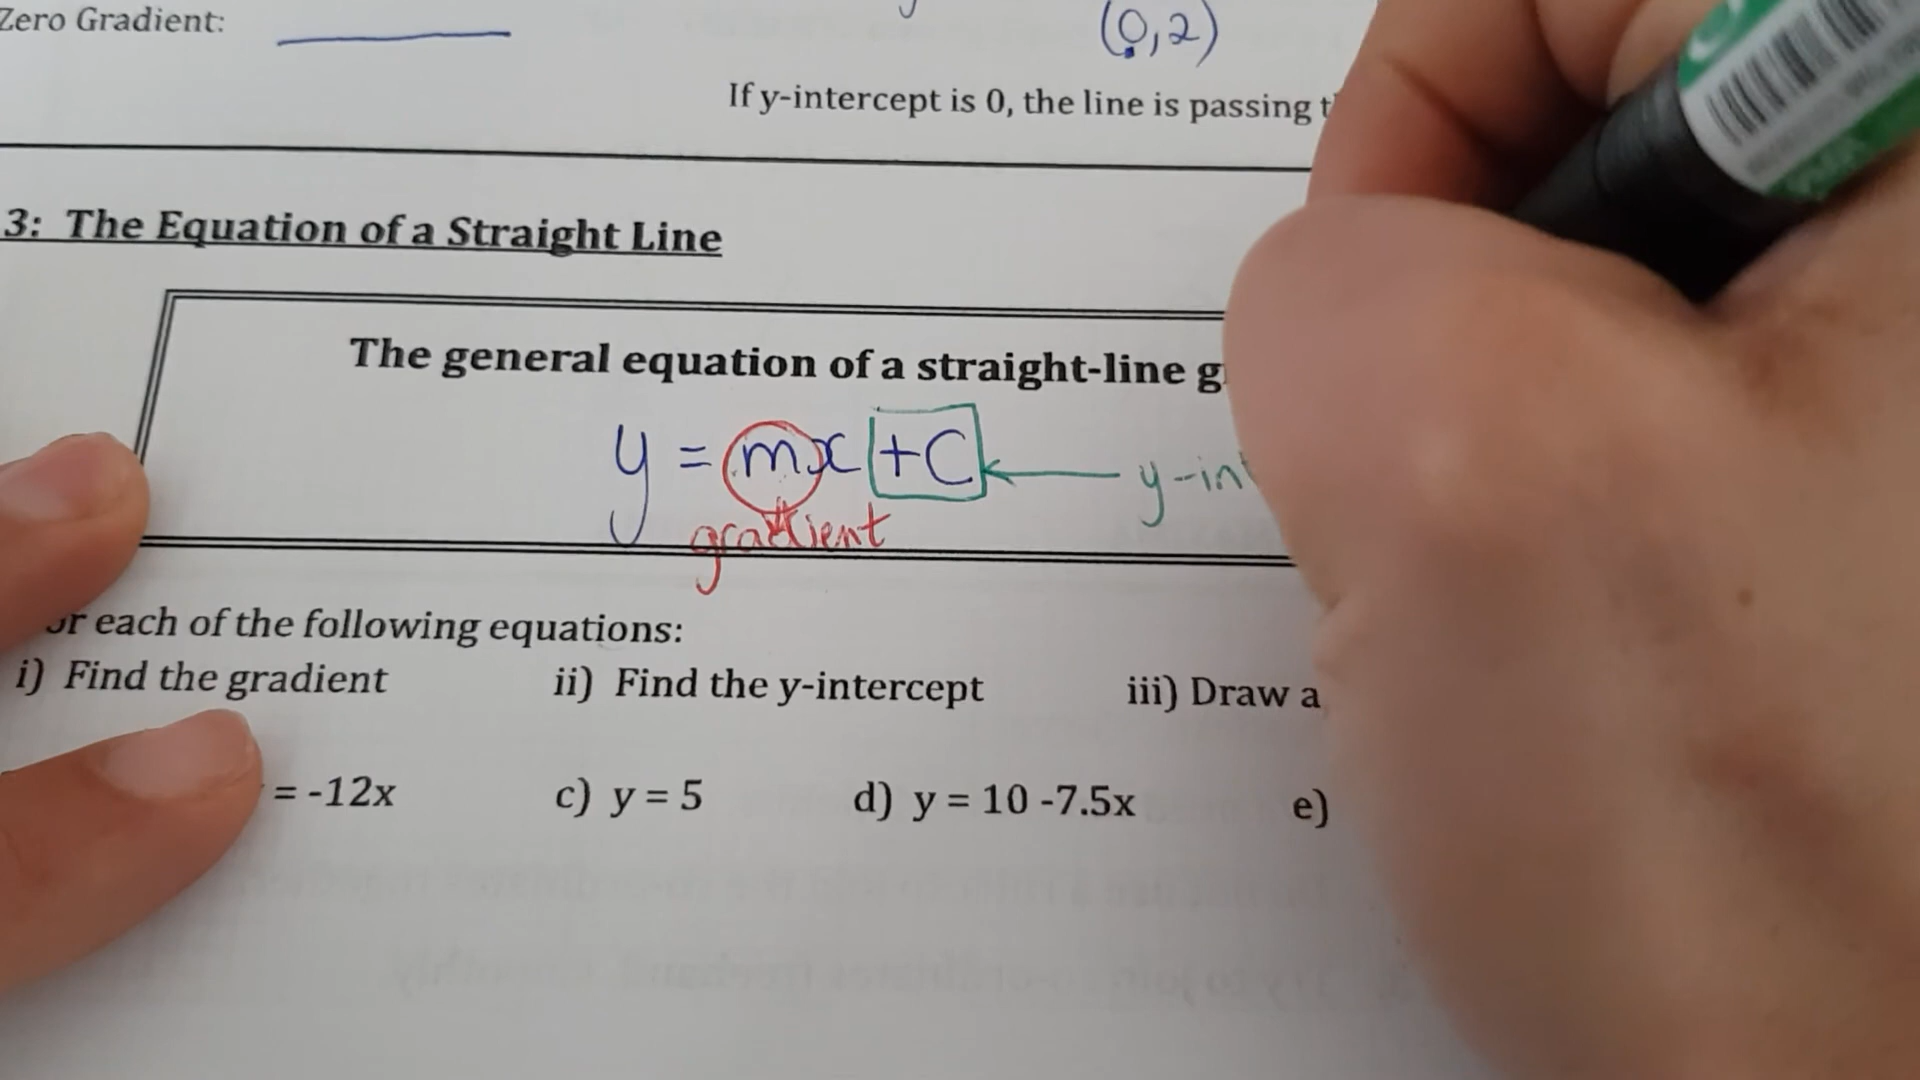 Zero Gradient:
(0,2)
If y-intercept is 0, the line is passing
3: The Equation of a Straight Line
The general equation of a straight-line g
y = mx +C
y-in
gradient
or each of the following equations:
i) Find the gradient
ii) Find the y-intercept
iii) Draw a
= -12x
c) y = 5
d) y = 10 -7.5x
e)